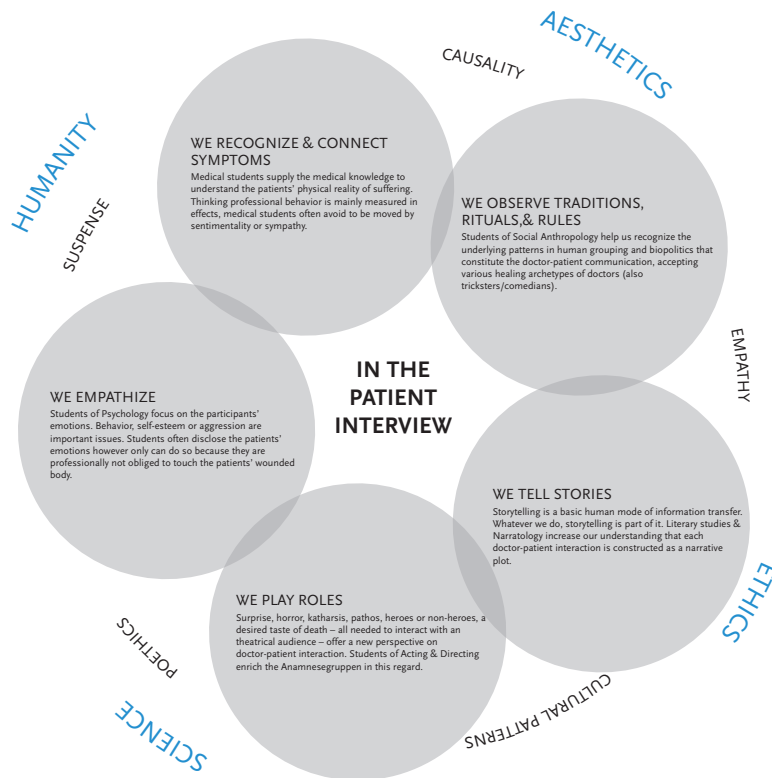 AESTHETICS
CAUSALITY
HUMANITY
SUSPENSE
WE RECOGNIZE & CONNECT
SYMPTOMS
Medical students supply the medical knowledge to
understand the patients' physical reality of suffering.
Thinking professional behavior is mainly measured in
effects, medical students often avoid to be moved by
sentimentality or sympathy.
WE OBSERVE TRADITIONS,
RITUALS,& RULES
Students of Social Anthropology help us recognize the
underlying patterns in human grouping and biopolitics that
constitute the doctor-patient communication, accepting
various healing archetypes of doctors (also
tricksters/comedians).
EMPATHY
IN THE
PATIENT
INTERVIEW
WE EMPATHIZE
Students of Psychology focus on the participants'
emotions. Behavior, self-esteem or aggression are
important issues. Students often disclose the patients'
emotions however only can do so because they are
professionally not obliged to touch the patients' wounded
body.
WE TELL STORIES
Storytelling is a basic human mode of information transfer.
Whatever we do, storytelling is part of it. Literary studies &
Narratology increase our understanding that each
doctor-patient interaction is constructed as a narrative
plot.
WE PLAY ROLES
Surprise, horror, katharsis, pathos, heroes or non-heroes, a
desired taste of death – all needed to interact with an
theatrical audience – offer a new perspective on
doctor-patient interaction. Students of Acting & Directing
enrich the Anamnesegruppen in this regard.
ETHICS
POETHICS
SCIENCE
CULTURAL PATTERNS